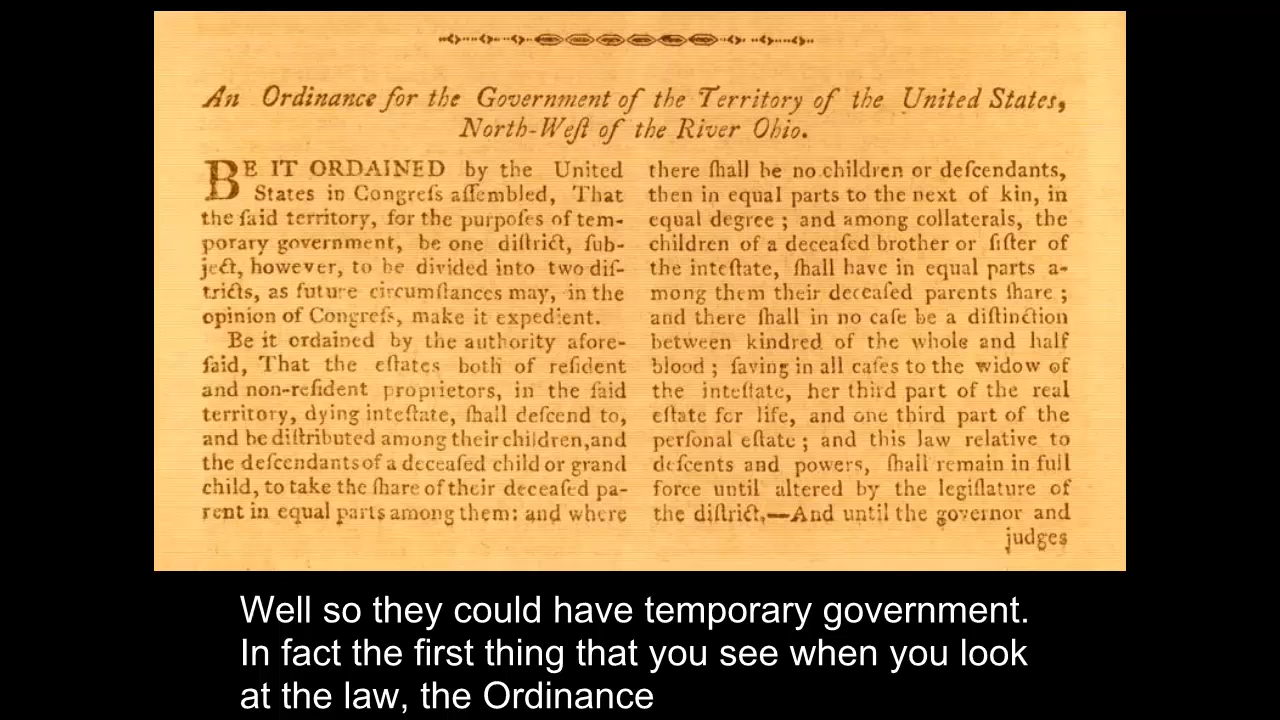 An Ordinance for the Government of the Territory of the United States,
North-Weſt of the River Ohio.
BE IT ORDAINED by the United
States in Congreſs aſſembled, That
the ſaid territory, for the purpoſes of tem-
porary government, be one diſtrict, ſub-
ject, however, to be divided into two diſ-
tricts, as future circumſtances may, in the
opinion of Congreſs, make it expedient.
Be it ordained by the authority afore-
ſaid, That the eſtates both of reſident
and non-reſident proprietors, in the ſaid
territory, dying inteſtate, ſhall deſcend to,
and be diſtributed among their children, and
the deſcendants of a deceaſed child or grand
child, to take the ſhare of their deceaſed pa-
rent in equal parts among them: and where
there ſhall be no children or deſcendants,
then in equal parts to the next of kin, in
equal degree; and among collaterals, the
children of a deceaſed brother or ſiſter of
the inteſtate, ſhall have in equal parts a-
mong them their deceaſed parents ſhare;
and there ſhall in no caſe be a diſtinction
between kindred of the whole and half
blood; ſaving in all caſes to the widow of
the inteſtate, her third part of the real
eſtate for life, and one third part of the
perſonal eſtate; and this law relative to
deſcents and powers, ſhall remain in full
force until altered by the legiſlature of
the diſtrict.—And until the governor and
judges
Well so they could have temporary government.
In fact the first thing that you see when you look
at the law, the Ordinance